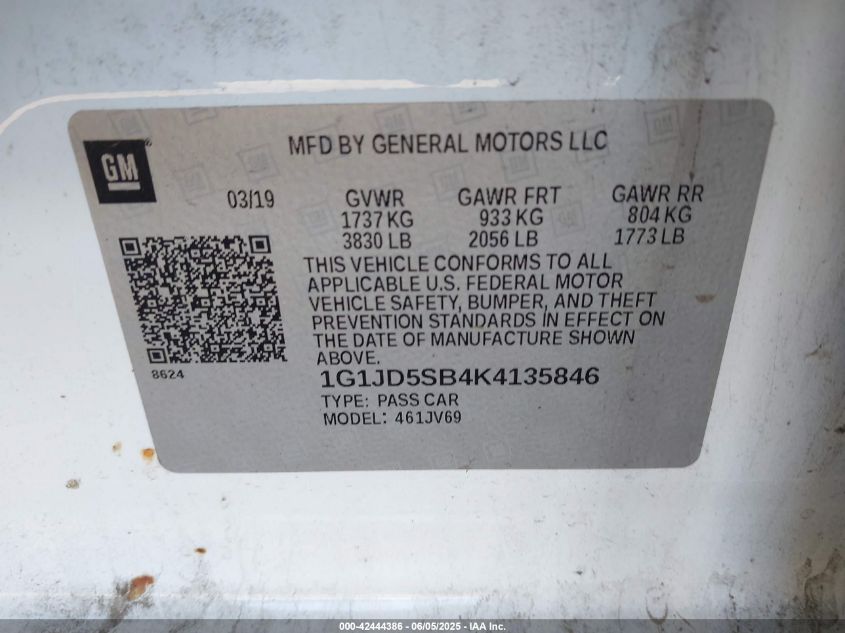 GM
MFD BY GENERAL MOTORS LLC
03/19 GVWR GAWR FRT GAWR RR
1737 KG 933 KG 804 KG
3830 LB 2056 LB 1773 LB
THIS VEHICLE CONFORMS TO ALL
APPLICABLE U.S. FEDERAL MOTOR
VEHICLE SAFETY, BUMPER, AND THEFT
PREVENTION STANDARDS IN EFFECT ON
THE DATE OF MANUFACTURE SHOWN
ABOVE.
8624
1G1JD5SB4K4135846
TYPE: PASS CAR
MODEL: 461JV69
000-42444386 - 06/05/2025 - IAA Inc.